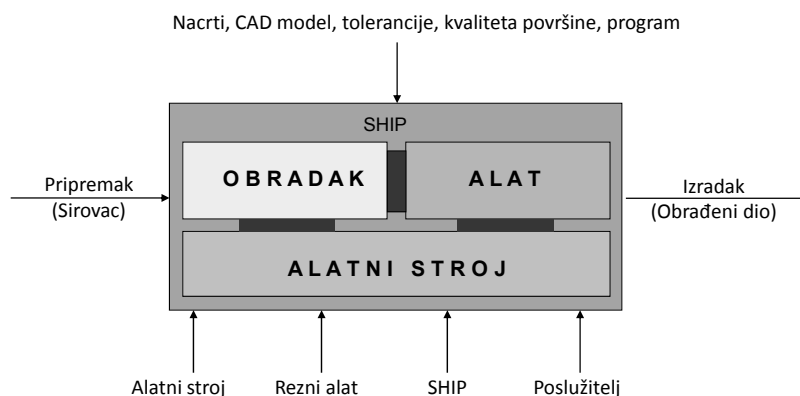 Nacrti, CAD model, tolerancije, kvaliteta površine, program
SHIP
OBRADAK
ALAT
Pripremak
(Sirovac)
Izradak
(Obrađeni dio)
ALATNI STROJ
Alatni stroj
Rezni alat
SHIP
Poslužitelj